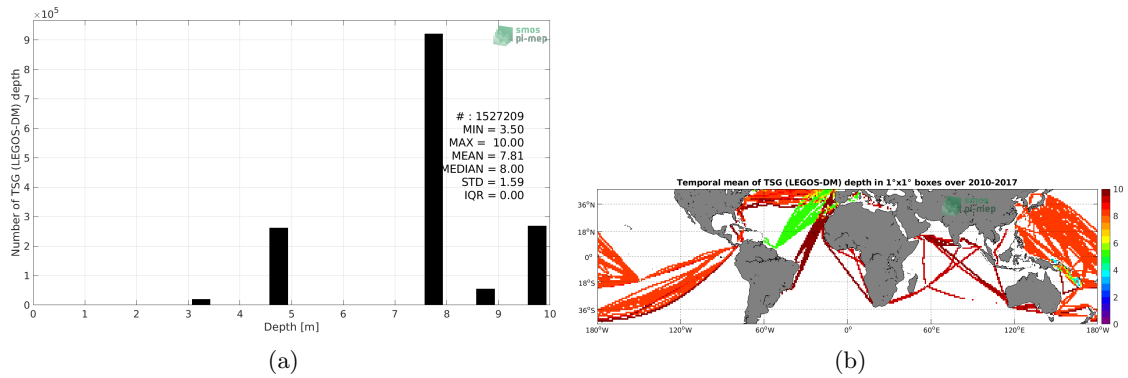 ×10⁵
9
8
7
6
5
4
3
2
1
0
Number of TSG (LEGOS-DM) depth
smos
pi-mep
# : 1527209
MIN = 3.50
MAX = 10.00
MEAN = 7.81
MEDIAN = 8.00
STD = 1.59
IQR = 0.00
0 1 2 3 4 5 6 7 8 9 10
Depth [m]
(a)
Temporal mean of TSG (LEGOS-DM) depth in 1°x1° boxes over 2010-2017
smos
pi-mep
36°N
18°N
0°
18°S
36°S
180°W 120°W 60°W 0° 60°E 120°E 180°W
10
8
6
4
2
0
(b)